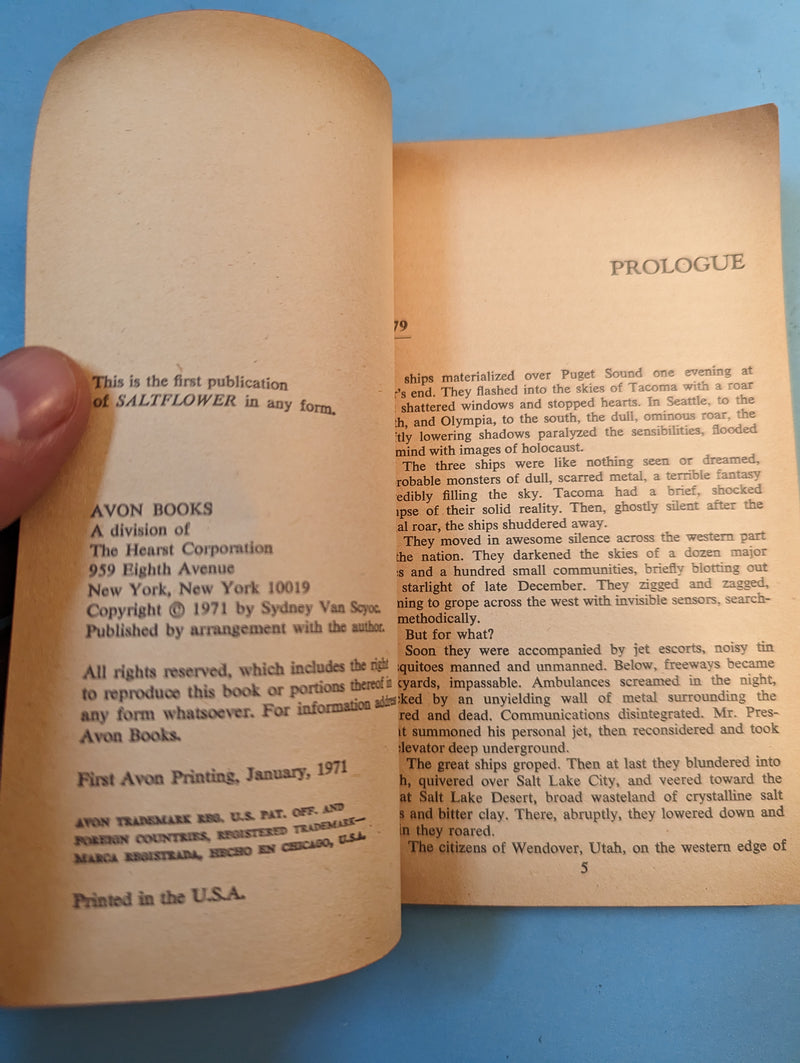 This is the first publication
of SALTFLOWER in any form.
AVON BOOKS
A division of
The Hearst Corporation
959 Eighth Avenue
New York, New York 10019
Copyright © 1971 by Sydney Van Scyoc.
Published by arrangement with the author.
All rights reserved, which includes the right
to reproduce this book or portions thereof in
any form whatsoever. For information address
Avon Books.
First Avon Printing, January, 1971
AVON TRADEMARK REG. U.S. PAT. OFF. AND
FOREIGN COUNTRIES, REGISTERED TRADEMARK—
MARCA REGISTRADA, HECHO EN CHICAGO, U.S.A.
Printed in the U.S.A.
PROLOGUE
79
ships materialized over Puget Sound one evening at
's end. They flashed into the skies of Tacoma with a roar
shattered windows and stopped hearts. In Seattle, to the
h, and Olympia, to the south, the dull, ominous roar, the
tly lowering shadows paralyzed the sensibilities, flooded
mind with images of holocaust.
The three ships were like nothing seen or dreamed,
robable monsters of dull, scarred metal, a terrible fantasy
edibly filling the sky. Tacoma had a brief, shocked
pse of their solid reality. Then, ghostly silent after the
al roar, the ships shuddered away.
They moved in awesome silence across the western part
the nation. They darkened the skies of a dozen major
s and a hundred small communities, briefly blotting out
starlight of late December. They zigged and zagged,
ning to grope across the west with invisible sensors, search-
methodically.
But for what?
Soon they were accompanied by jet escorts, noisy tin
quitoes manned and unmanned. Below, freeways became
yards, impassable. Ambulances screamed in the night,
ked by an unyielding wall of metal surrounding the
red and dead. Communications disintegrated. Mr. Pres-
t summoned his personal jet, then reconsidered and took
levator deep underground.
The great ships groped. Then at last they blundered into
h, quivered over Salt Lake City, and veered toward the
at Salt Lake Desert, broad wasteland of crystalline salt
s and bitter clay. There, abruptly, they lowered down and
n they roared.
The citizens of Wendover, Utah, on the western edge of
5